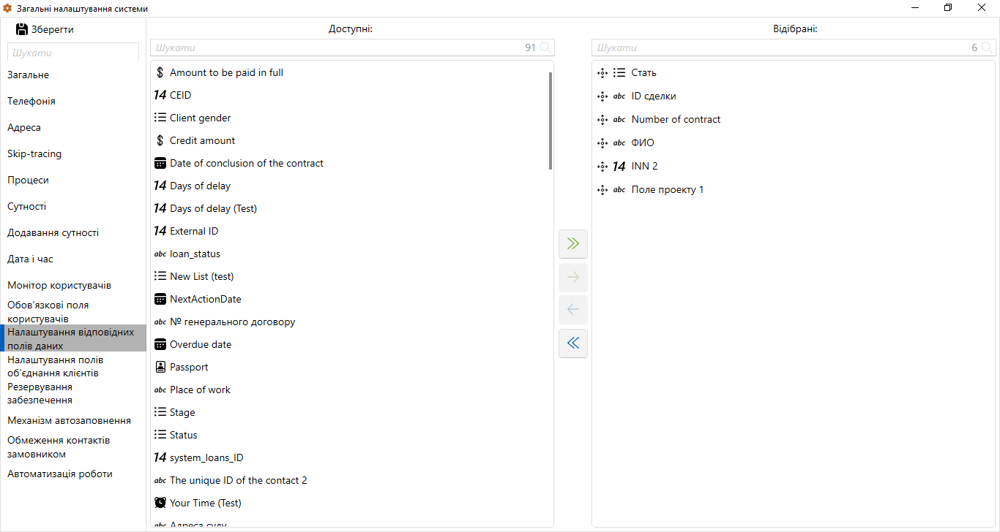 Загальні налаштування системи
Зберегти
Шукати
Загальне
Телефонія
Адреса
Skip-tracing
Процеси
Сутності
Додавання сутності
Дата і час
Монітор користувачів
Обов'язкові поля
користувачів
Налаштування відповідних
полів даних
Налаштування полів
об'єднання клієнтів
Резервування
забезпечення
Механізм автозаповнення
Обмеження контактів
замовником
Автоматизація роботи
Доступні:
Шукати 91
$ Amount to be paid in full
14 CEID
Client gender
$ Credit amount
Date of conclusion of the contract
14 Days of delay
14 Days of delay (Test)
14 External ID
abc loan_status
New List (test)
NextActionDate
abc № генерального договору
Overdue date
Passport
abc Place of work
Stage
Status
14 system_loans_ID
abc The unique ID of the contact 2
Your Time (Test)
abc Адреса суду
Відібрані:
Шукати 6
Стать
abc ID сделки
abc Number of contract
abc ФИО
14 INN 2
abc Поле проекту 1